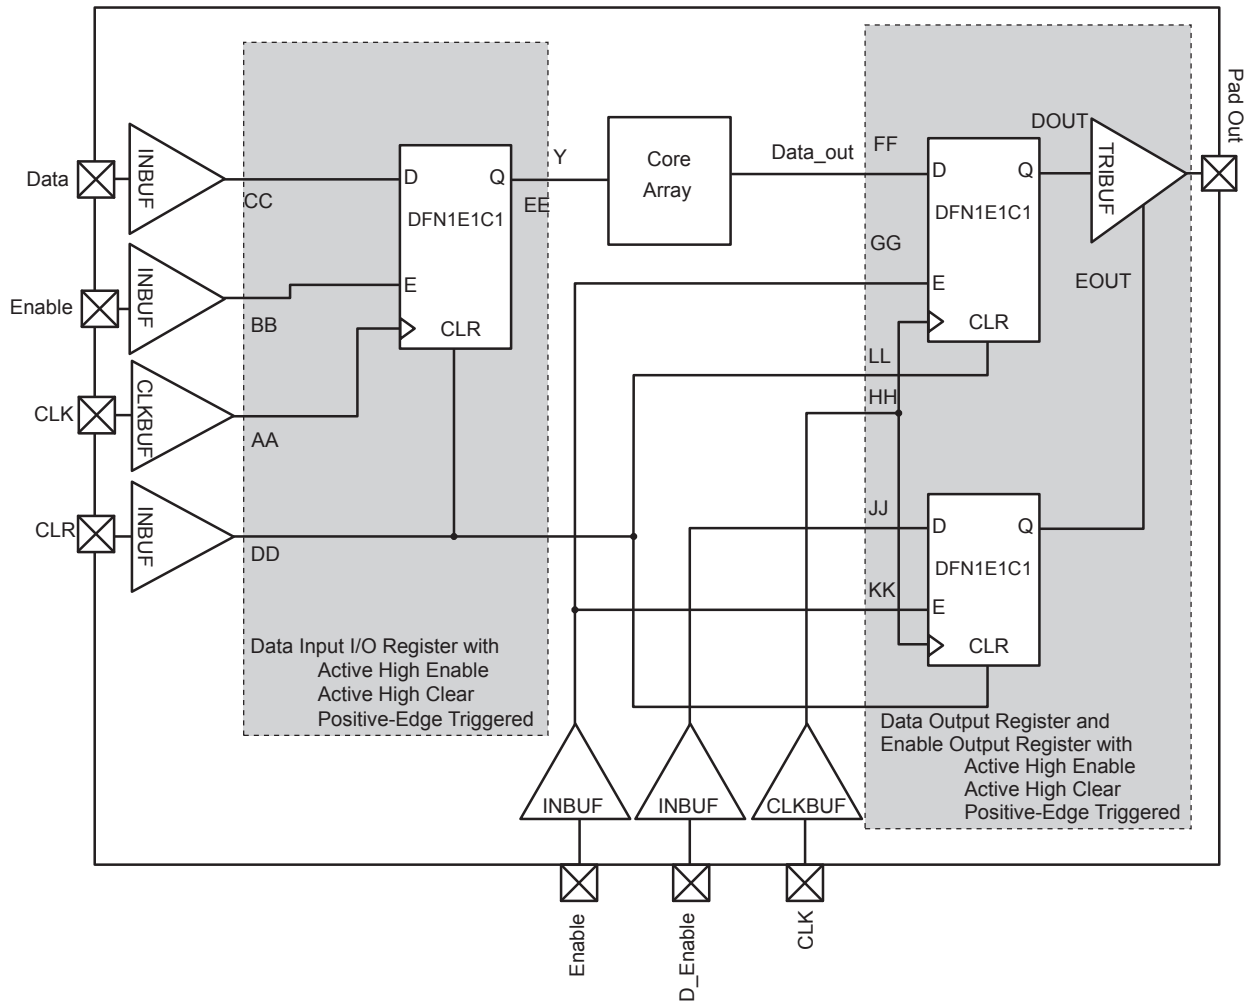 Data
INBUF
CC
Enable
INBUF
BB
CLK
CLKBUF
AA
CLR
INBUF
DD
D
Q
DFN1E1C1
E
CLR
Y
EE
Data Input I/O Register with
Active High Enable
Active High Clear
Positive-Edge Triggered
Core
Array
Data_out
FF
GG
LL
HH
JJ
KK
D
Q
DFN1E1C1
E
CLR
DOUT
TRIBUF
EOUT
Pad Out
D
Q
DFN1E1C1
E
CLR
Data Output Register and
Enable Output Register with
Active High Enable
Active High Clear
Positive-Edge Triggered
INBUF
INBUF
CLKBUF
Enable
D_Enable
CLK